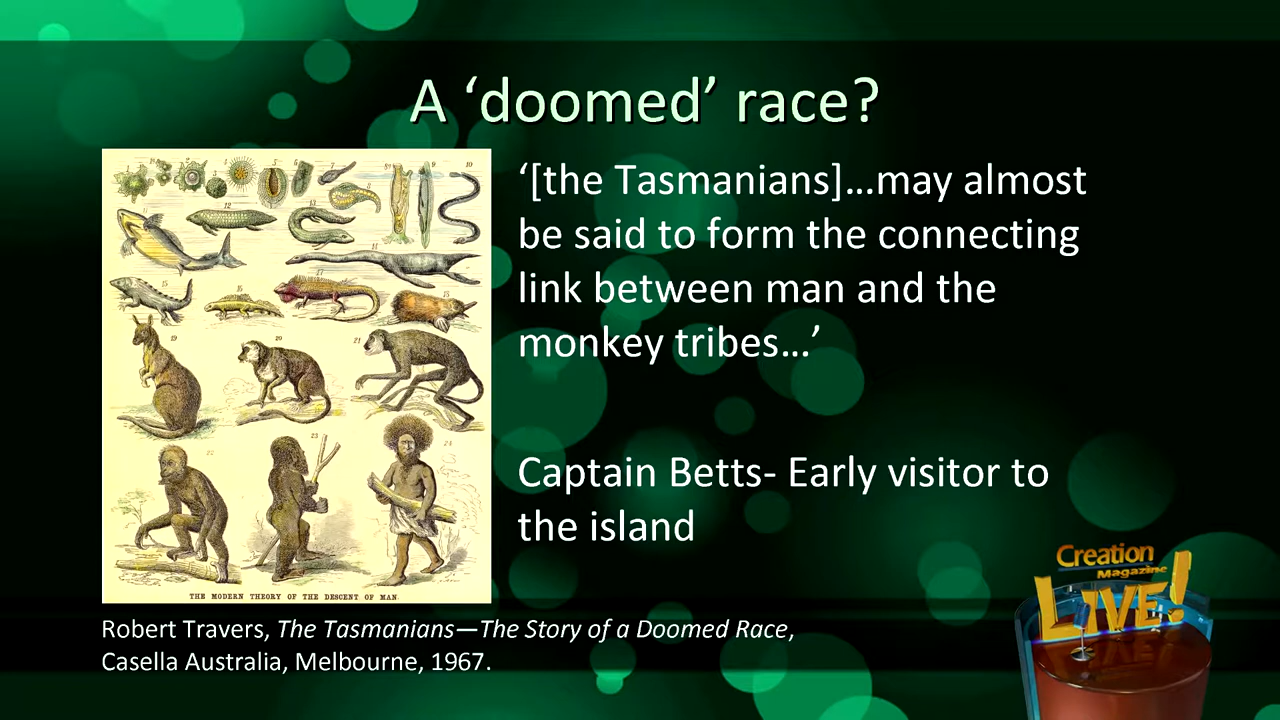 A ‘doomed’ race?
‘[the Tasmanians]…may almost
be said to form the connecting
link between man and the
monkey tribes…’
Captain Betts- Early visitor to
the island
THE MODERN THEORY OF THE DESCENT OF MAN.
Robert Travers, The Tasmanians—The Story of a Doomed Race,
Casella Australia, Melbourne, 1967.
Creation
Magazine
LIVE!